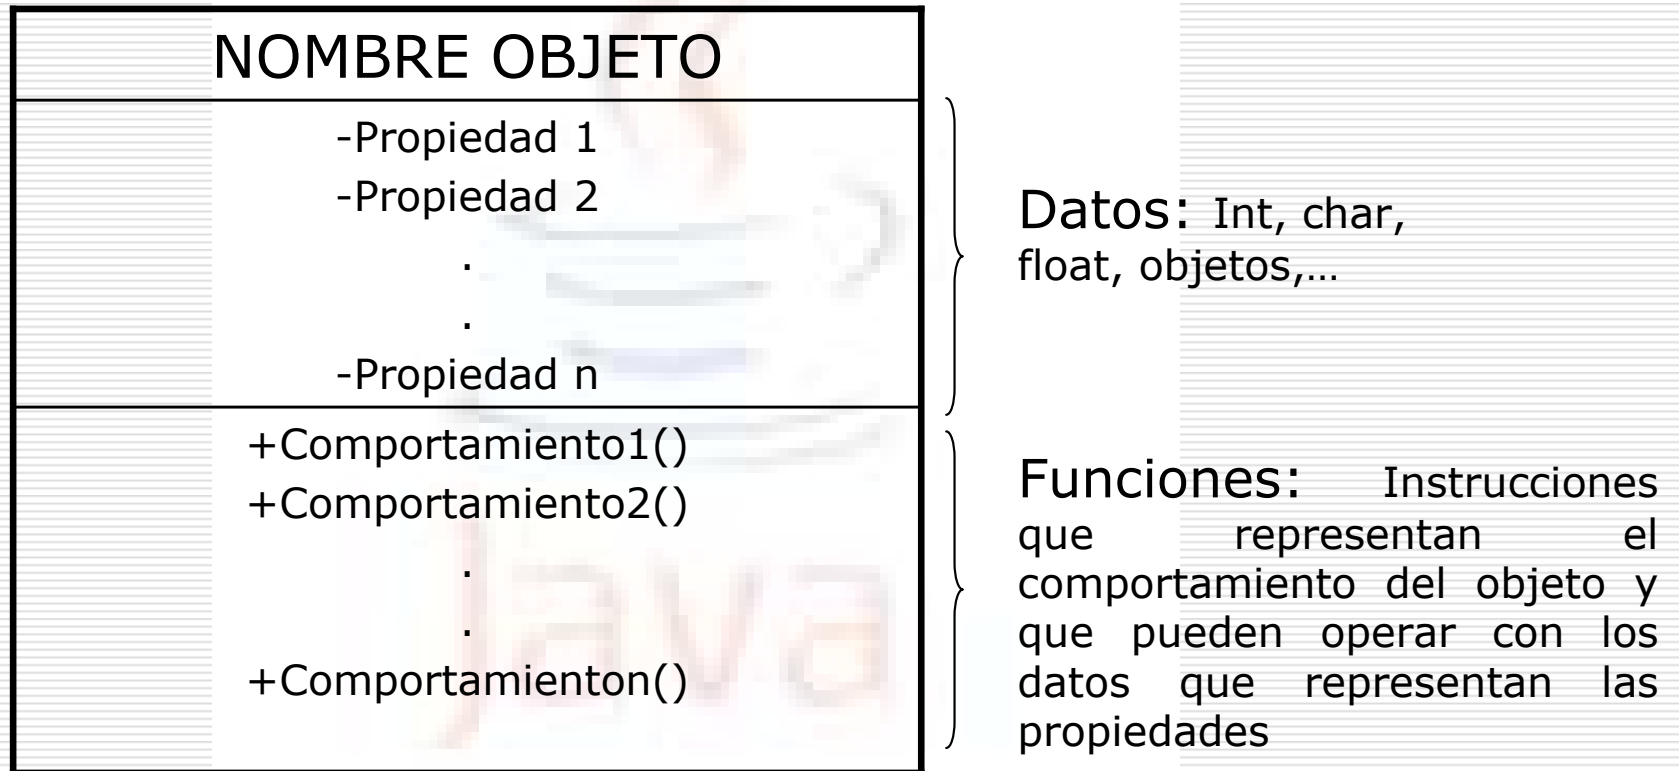 NOMBRE OBJETO
-Propiedad 1
-Propiedad 2
.
.
-Propiedad n
Datos: Int, char,
float, objetos,…
+Comportamiento1()
+Comportamiento2()
.
.
+Comportamienton()
Funciones: Instrucciones
que representan el
comportamiento del objeto y
que pueden operar con los
datos que representan las
propiedades
Java